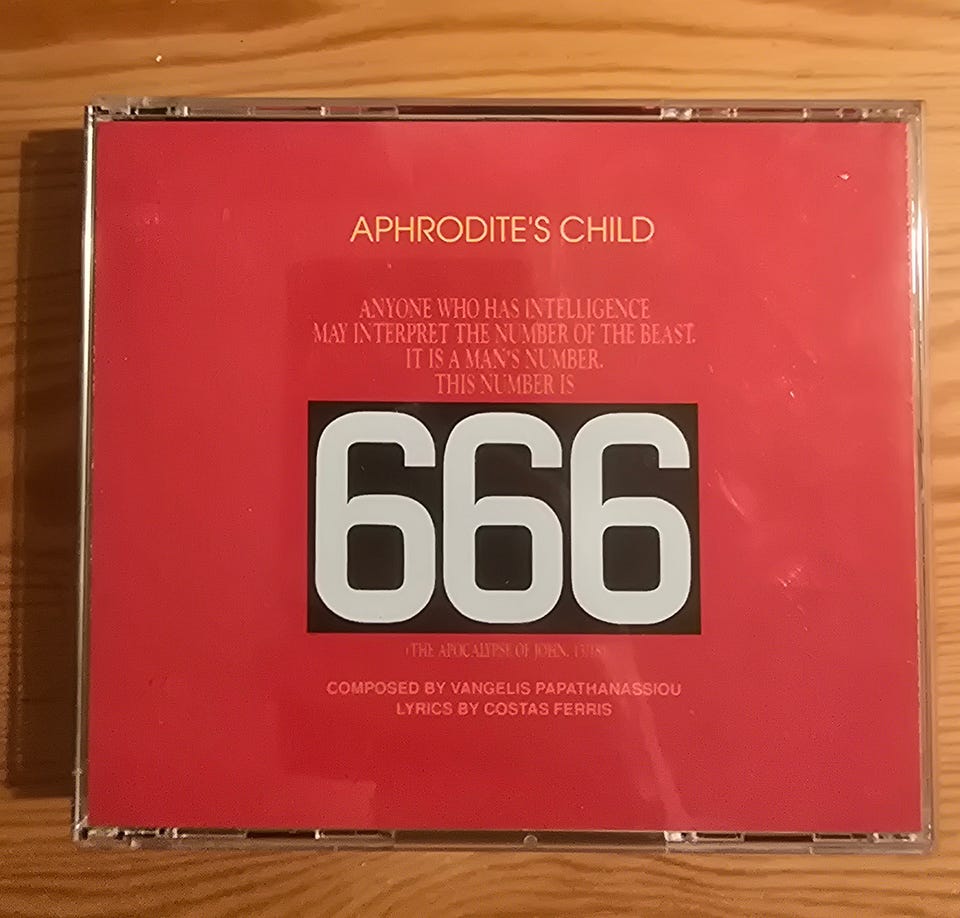 APHRODITE'S CHILD
ANYONE WHO HAS INTELLIGENCE
MAY INTERPRET THE NUMBER OF THE BEAST.
IT IS A MAN'S NUMBER.
THIS NUMBER IS
666
(THE APOCALYPSE OF JOHN, 13/18)
COMPOSED BY VANGELIS PAPATHANASSIOU
LYRICS BY COSTAS FERRIS